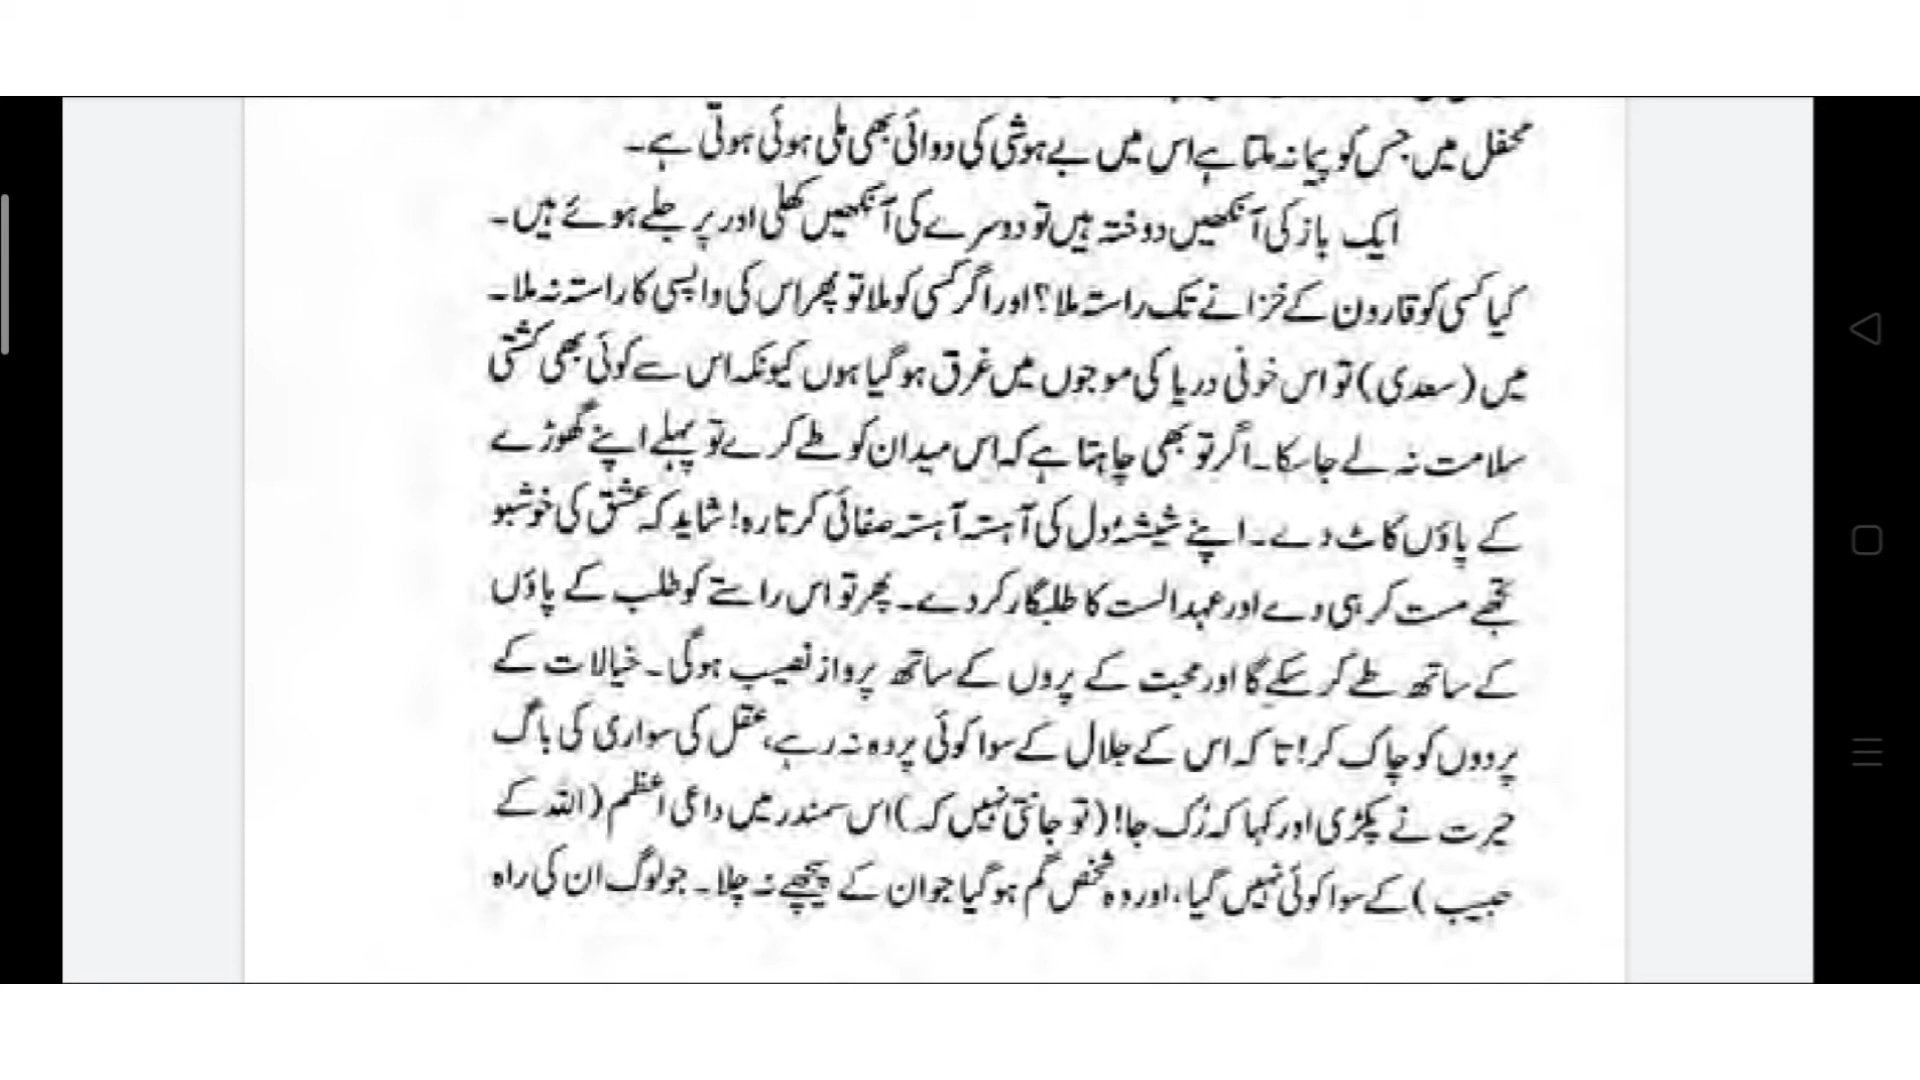 محفل میں جس کو پیمانہ ملتا ہے اس میں بے ہوشی کی دوائی بھی ملی ہوئی ہوتی ہے۔
ایک باز کی آنکھیں دوختہ ہیں تو دوسرے کی آنکھیں کھلی اور پر جلے ہوئے ہیں۔
کیا کسی کو قارون کے خزانے تک راستہ ملا؟ اور اگر کسی کو ملا تو پھر اس کی واپسی کا راستہ نہ ملا۔
میں (سعدی) تو اس خونی دریا کی موجوں میں غرق ہو گیا ہوں کیونکہ اس سے کوئی بھی کشتی
سلامت نہ لے جا سکا۔ اگر تو بھی چاہتا ہے کہ اس میدان کو طے کرے تو پہلے اپنے گھوڑے
کے پاؤں کاٹ دے۔ اپنے شیشۂ دل کی آہستہ آہستہ صفائی کرتا رہ! شاید کہ عشق کی خوشبو
تجھے مست کر ہی دے اور عہد الست کا طلبگار کر دے۔ پھر تو اس راستے کو طلب کے پاؤں
کے ساتھ طے کر سکے گا اور محبت کے پروں کے ساتھ پرواز نصیب ہو گی۔ خیالات کے
پردوں کو چاک کر! تا کہ اس کے جلال کے سوا کوئی پردہ نہ رہے، عقل کی سواری کی باگ
حیرت نے پکڑی اور کہا کہ رُک جا! (تو جانتی نہیں کہ) اس سمندر میں داعی اعظم (اللہ کے
حبیب) کے سوا کوئی نہیں گیا، اور وہ شخص گم ہو گیا جو ان کے پیچھے نہ چلا۔ جو لوگ ان کی راہ